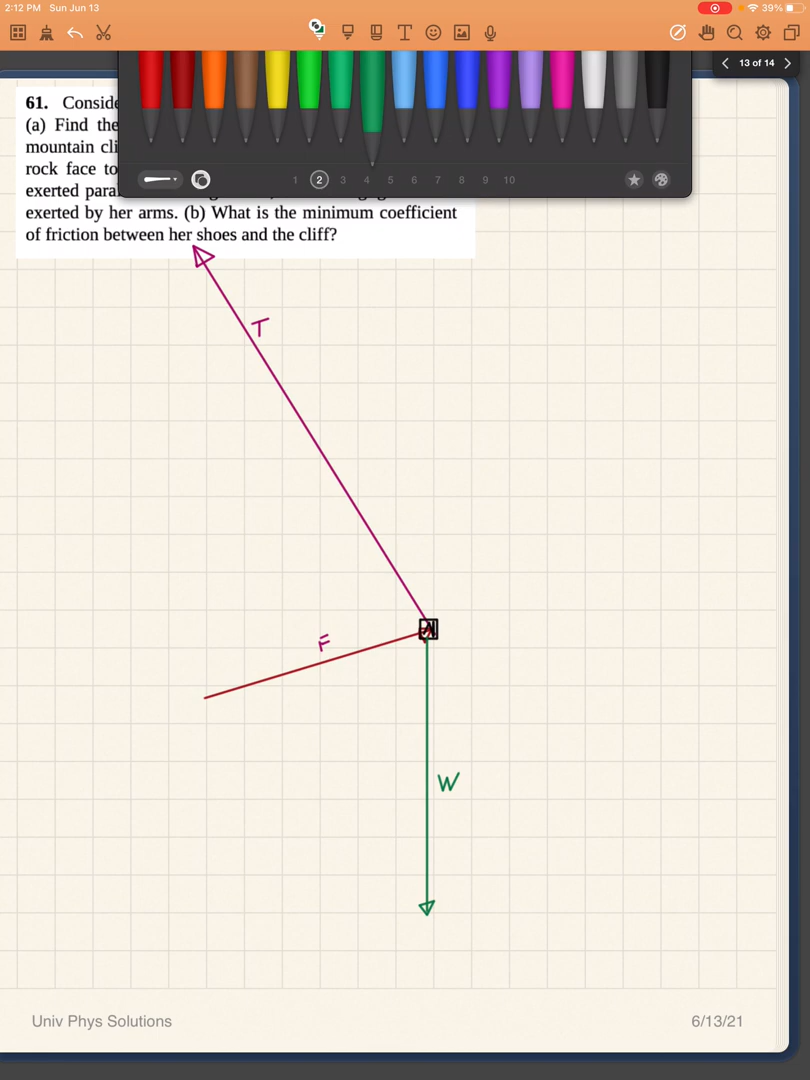 2:12 PM Sun Jun 13
39%
13 of 14
61. Conside
(a) Find the
mountain cli
rock face to
1 2 3 4 5 6 7 8 9 10
exerted para
exerted by her arms. (b) What is the minimum coefficient
of friction between her shoes and the cliff?
T
F
W
Univ Phys Solutions
6/13/21